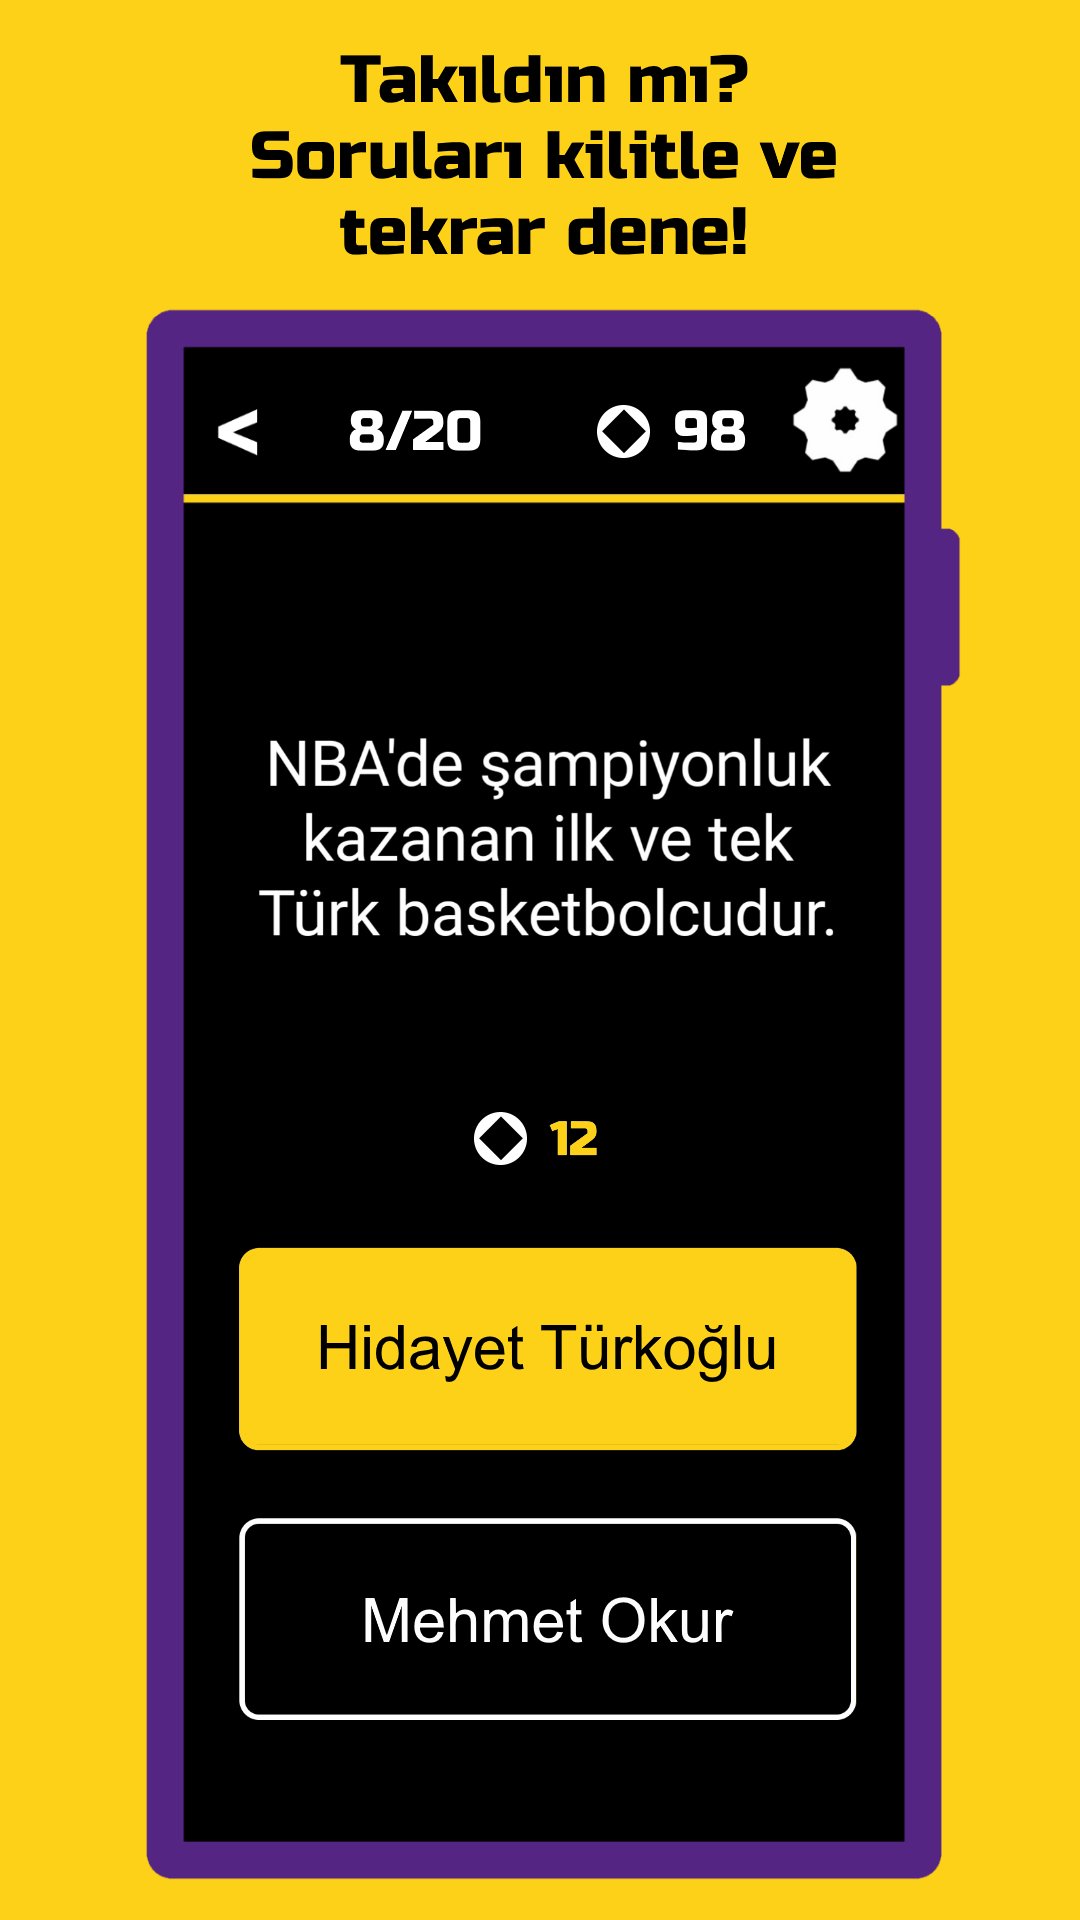 Takıldın mı?
Soruları kilitle ve
tekrar dene!
< 8/20 98
NBA'de şampiyonluk
kazanan ilk ve tek
Türk basketbolcudur.
12
Hidayet Türkoğlu
Mehmet Okur